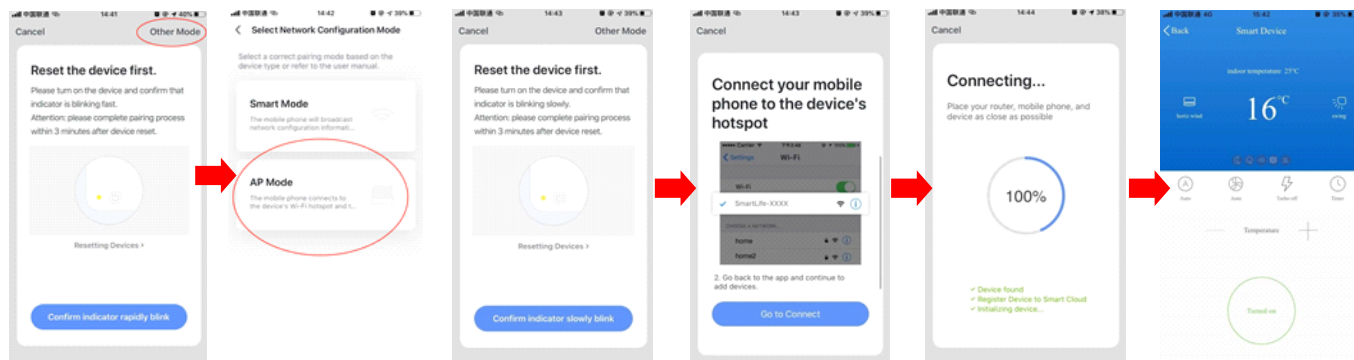 中国联通
14:41
40%
Cancel
Other Mode
Reset the device first.
Please turn on the device and confirm that
indicator is blinking fast.
Attention: please complete pairing process
within 3 minutes after device reset.
Resetting Devices >
Confirm indicator rapidly blink
中国联通
14:42
39%
Select Network Configuration Mode
Select a correct pairing mode based on the
device type or refer to the user manual.
Smart Mode
The mobile phone will broadcast
network configuration informati...
AP Mode
The mobile phone connects to
the device's Wi-Fi hotspot and t...
中国联通
14:43
39%
Cancel
Other Mode
Reset the device first.
Please turn on the device and confirm that
indicator is blinking slowly.
Attention: please complete pairing process
within 3 minutes after device reset.
Resetting Devices >
Confirm indicator slowly blink
中国联通
14:43
39%
Cancel
Connect your mobile
phone to the device's
hotspot
Carrier
100%
Settings
Wi-Fi
Wi-Fi
SmartLife-XXXX
CHOOSE A NETWORK...
home
home2
2. Go back to the app and continue to
add devices.
Go to Connect
中国联通
14:44
38%
Cancel
Connecting...
Place your router, mobile phone, and
device as close as possible
100%
Device found
Register Device to Smart Cloud
Initializing device...
中国联通 4G
15:42
35%
Back
Smart Device
indoor temperature: 25°C
16°C
horiz wind
swing
Auto
Auto
Turbo off
Timer
Temperature
Turned on